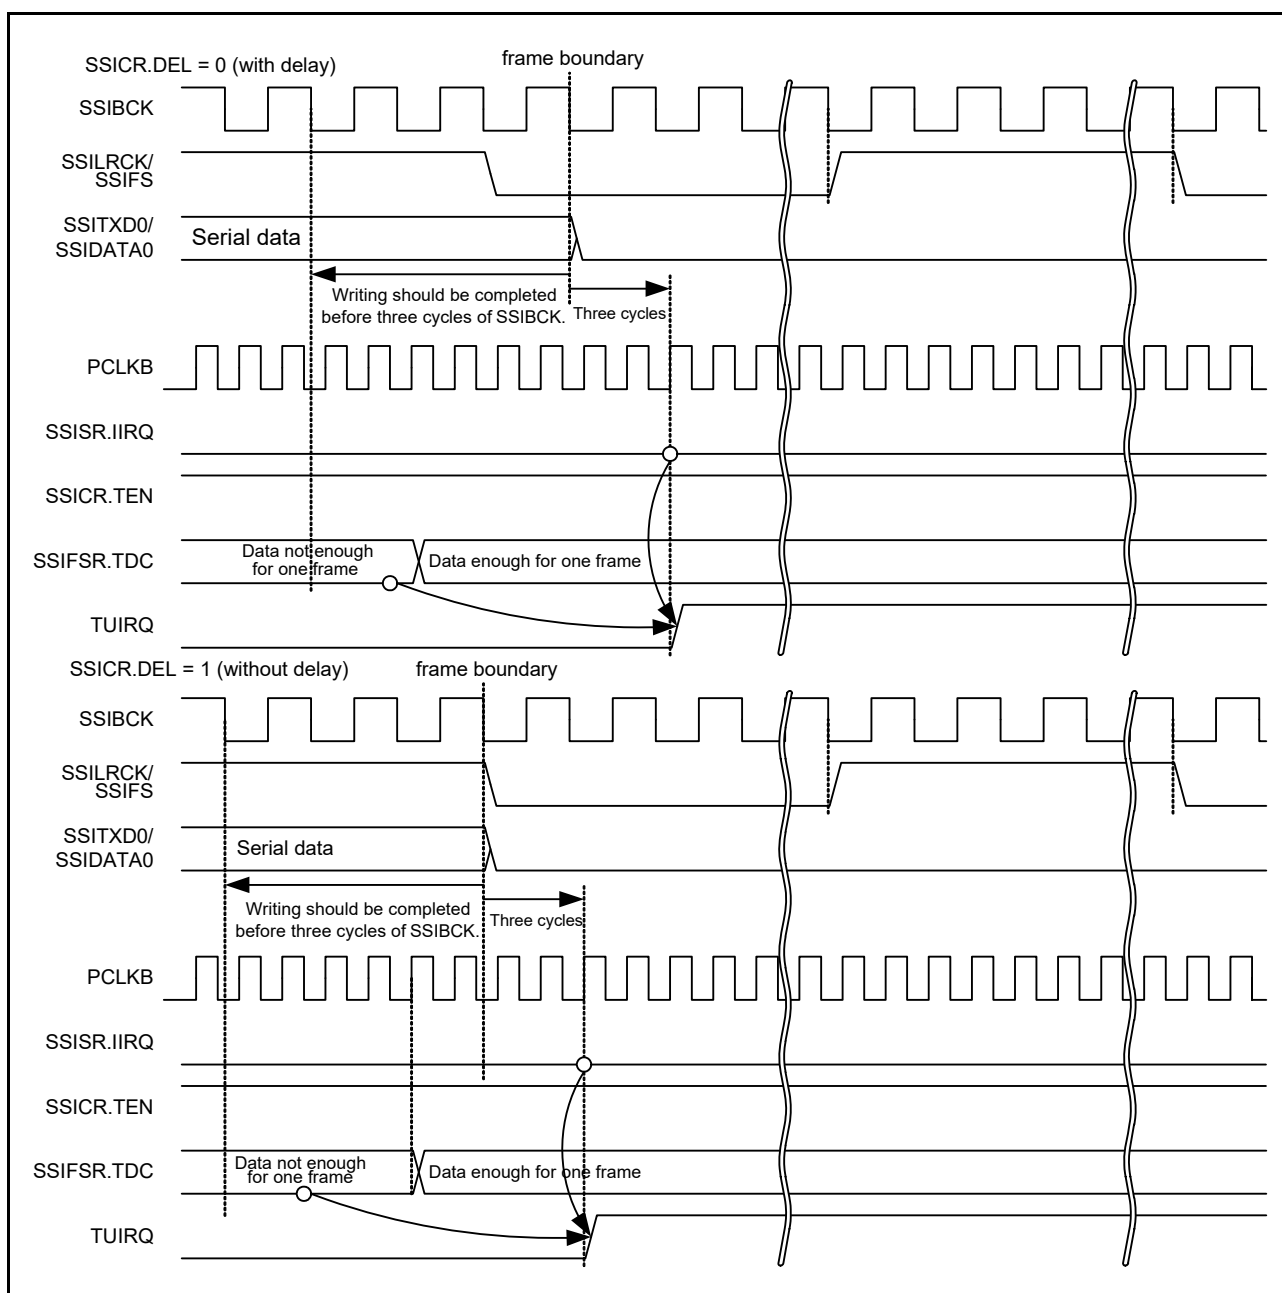 SSICR.DEL = 0 (with delay)
frame boundary
SSIBCK
SSILRCK/
SSIFS
SSITXD0/
SSIDATA0
Serial data
Writing should be completed
before three cycles of SSIBCK.
Three cycles
PCLKB
SSISR.IIRQ
SSICR.TEN
SSIFSR.TDC
Data not enough
for one frame
Data enough for one frame
TUIRQ
SSICR.DEL = 1 (without delay)
frame boundary
SSIBCK
SSILRCK/
SSIFS
SSITXD0/
SSIDATA0
Serial data
Writing should be completed
before three cycles of SSIBCK.
Three cycles
PCLKB
SSISR.IIRQ
SSICR.TEN
SSIFSR.TDC
Data not enough
for one frame
Data enough for one frame
TUIRQ